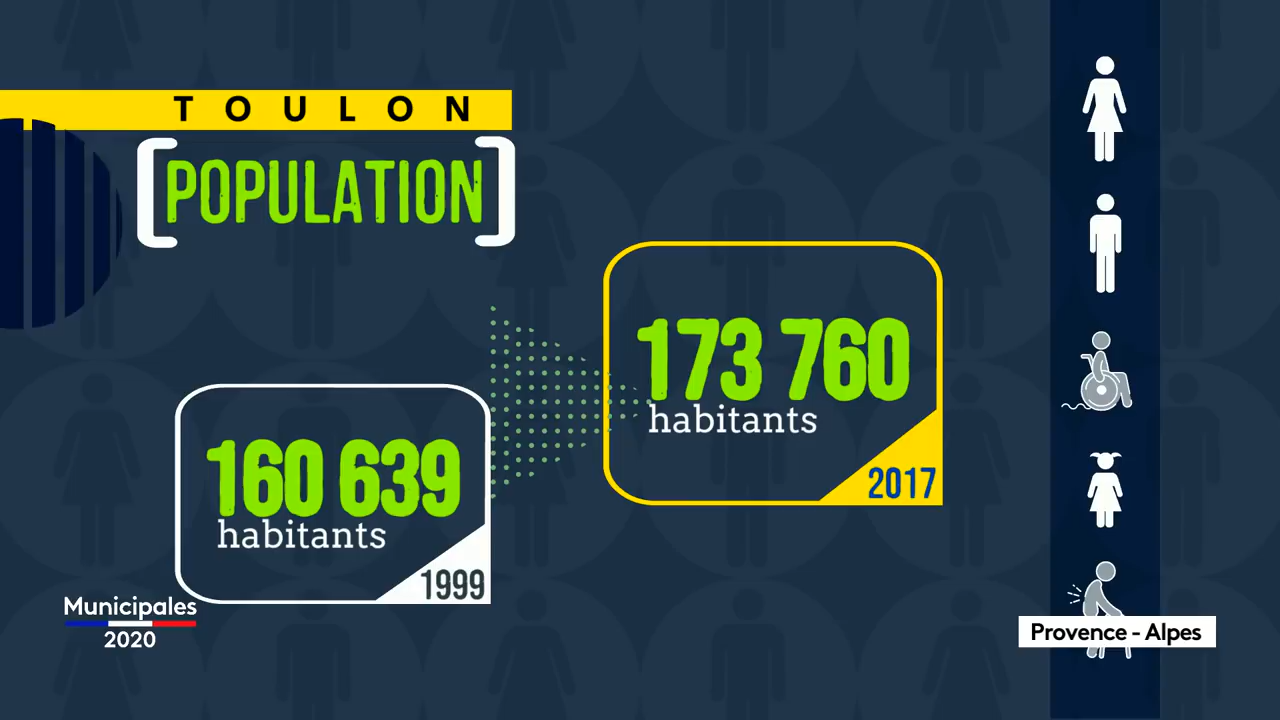 TOULON
[POPULATION]
173 760
habitants
2017
160 639
habitants
1999
Municipales
2020
Provence - Alpes